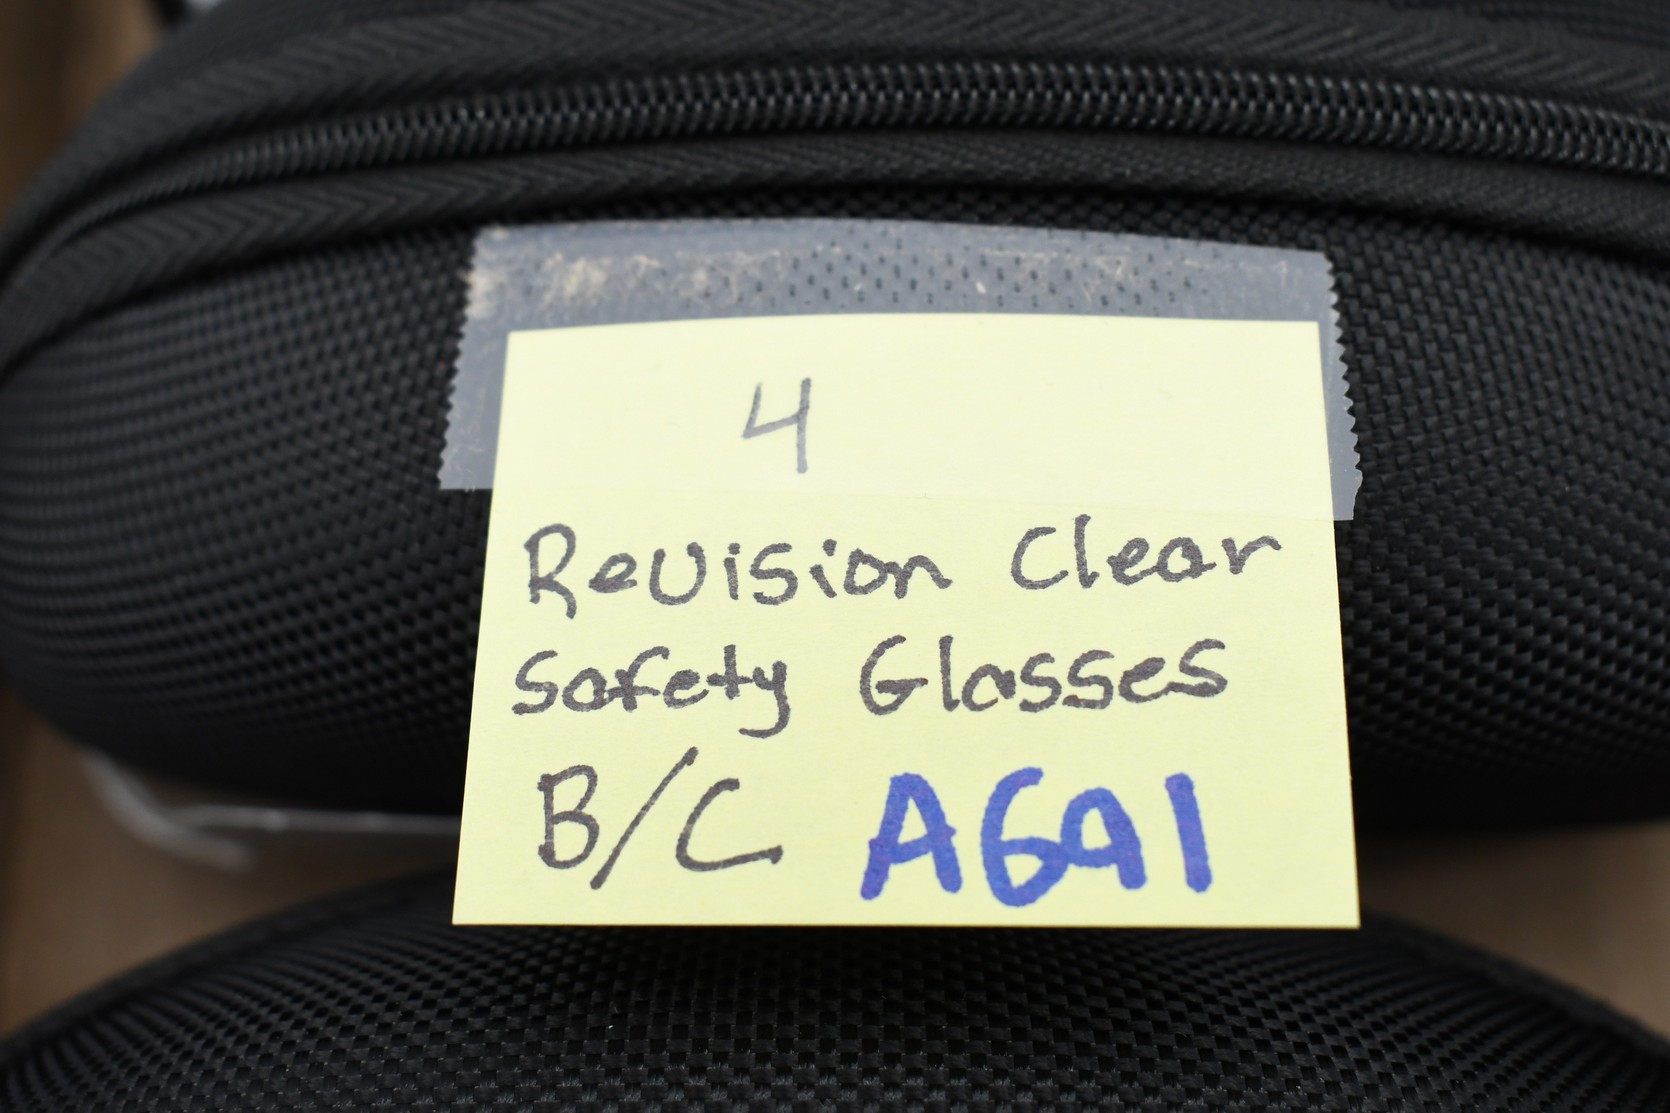 4
Revision Clear
Safety Glasses
B/C A691